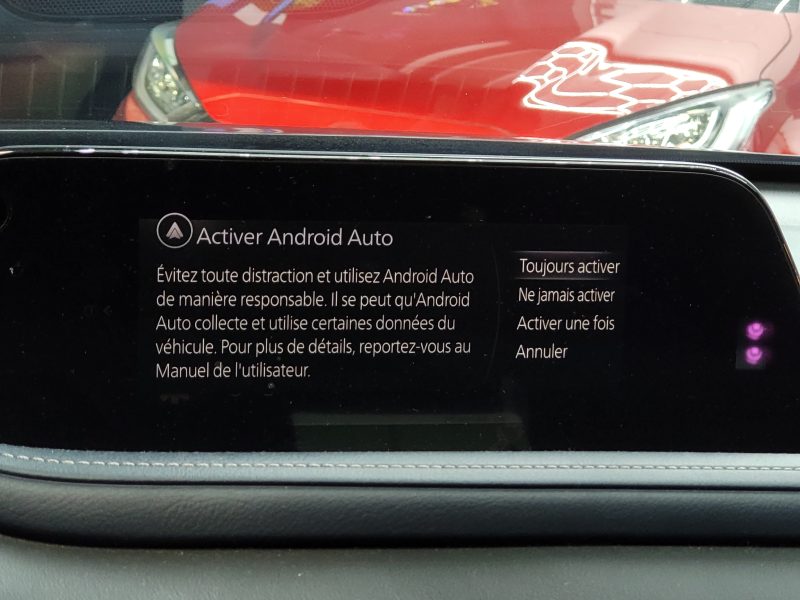 Activer Android Auto
Évitez toute distraction et utilisez Android Auto
de manière responsable. Il se peut qu'Android
Auto collecte et utilise certaines données du
véhicule. Pour plus de détails, reportez-vous au
Manuel de l'utilisateur.
Toujours activer
Ne jamais activer
Activer une fois
Annuler